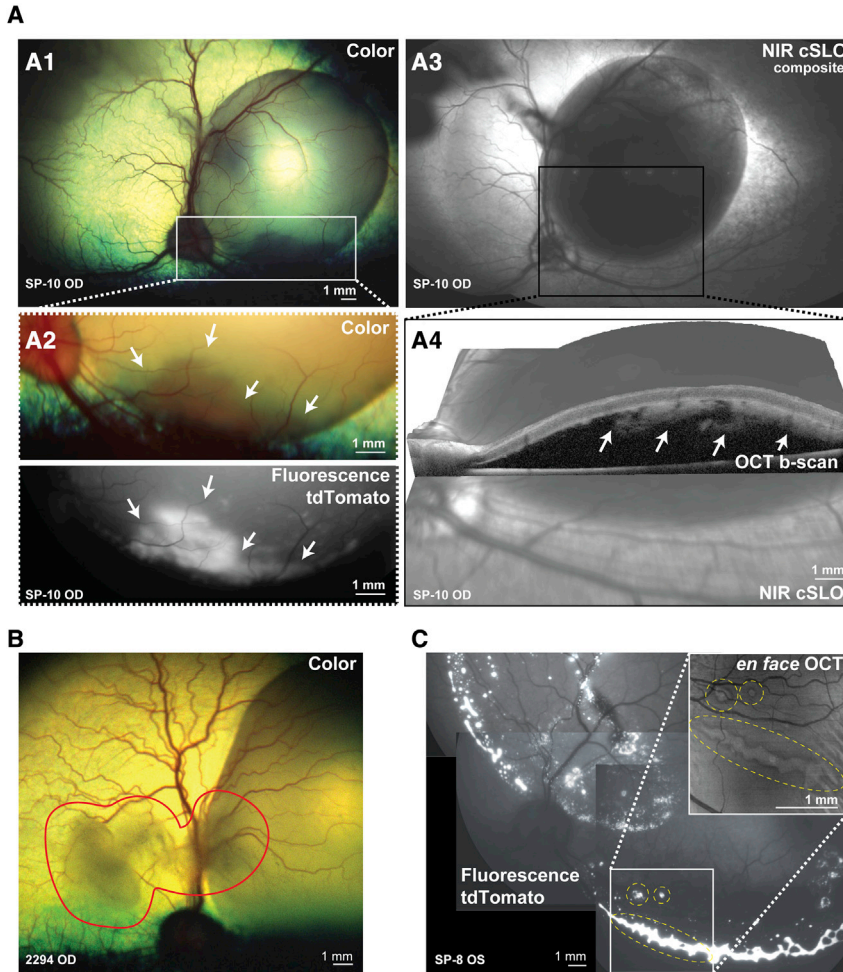 A
A1
Color
SP-10 OD
1 mm
A3
NIR cSLO
composite
SP-10 OD
A2
Color
1 mm
Fluorescence
tdTomato
SP-10 OD
1 mm
A4
OCT b-scan
1 mm
SP-10 OD
NIR cSLO
B
Color
2294 OD
1 mm
C
en face OCT
1 mm
Fluorescence
tdTomato
SP-8 OS
1 mm